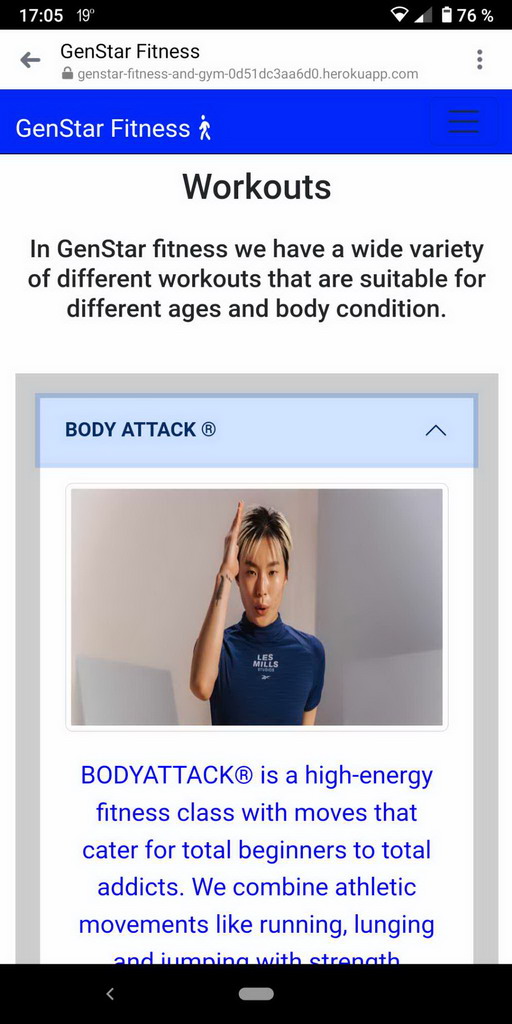 17:05 19° 76 %
GenStar Fitness
genstar-fitness-and-gym-0d51dc3aa6d0.herokuapp.com
GenStar Fitness
Workouts
In GenStar fitness we have a wide variety
of different workouts that are suitable for
different ages and body condition.
BODY ATTACK ®
LES
MILLS
BODYATTACK® is a high-energy
fitness class with moves that
cater for total beginners to total
addicts. We combine athletic
movements like running, lunging
and jumping with strength